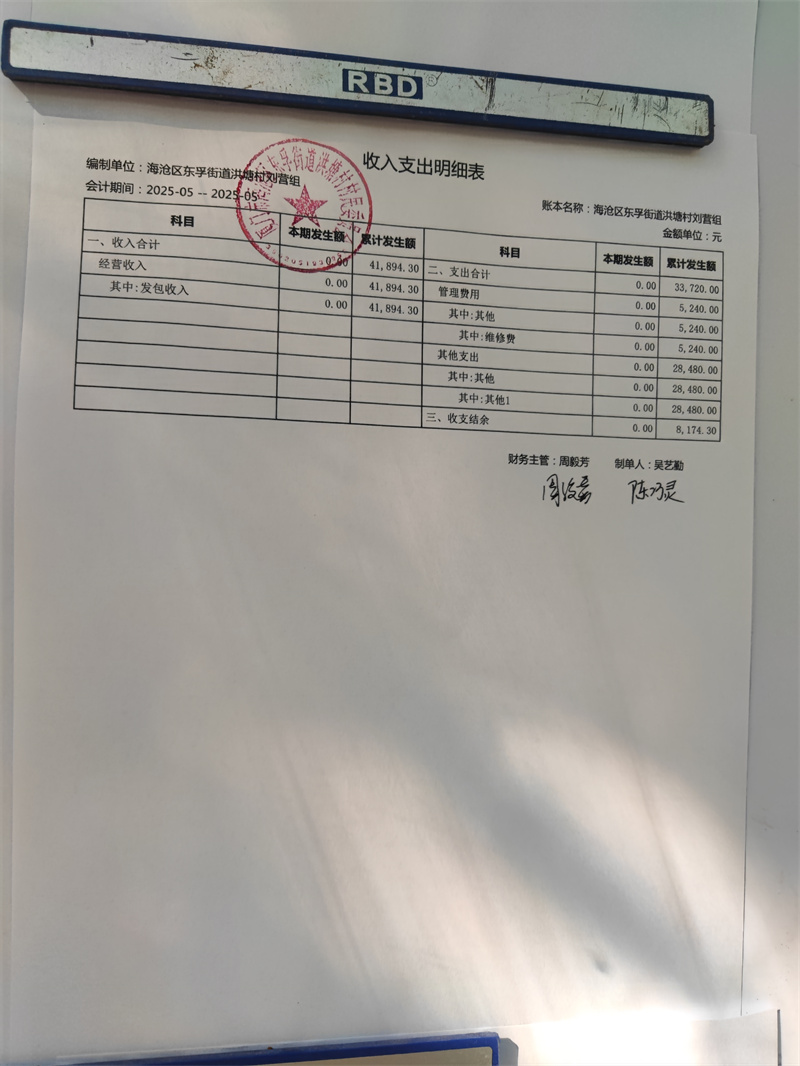 RBD®
收入支出明细表
编制单位：海沧区东孚街道洪塘村刘营组
会计期间：2025-05 -- 2025-05
账本名称：海沧区东孚街道洪塘村刘营组
金额单位：元
科目 本期发生额 累计发生额 科目 本期发生额 累计发生额
一、收入合计 0.00 41,894.30 二、支出合计 0.00 33,720.00
经营收入 0.00 41,894.30 管理费用 0.00 5,240.00
其中:发包收入 0.00 41,894.30 其中:其他 0.00 5,240.00
其中:维修费 0.00 5,240.00
其他支出 0.00 28,480.00
其中:其他 0.00 28,480.00
其中:其他1 0.00 28,480.00
三、收支结余 0.00 8,174.30
财务主管：周毅芳 制单人：吴艺勤